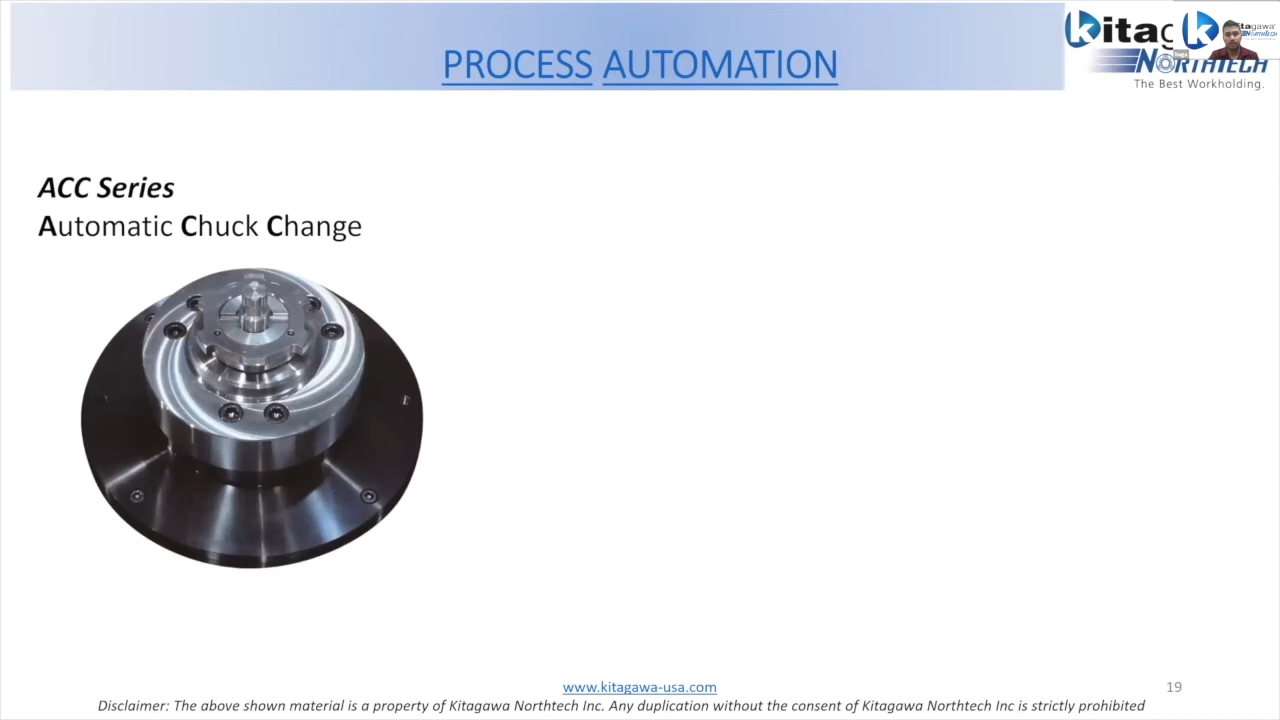 PROCESS AUTOMATION
kitag
NORTHTECH
The Best Workholding.
ACC Series
Automatic Chuck Change
www.kitagawa-usa.com
19
Disclaimer: The above shown material is a property of Kitagawa Northtech Inc. Any duplication without the consent of Kitagawa Northtech Inc is strictly prohibited